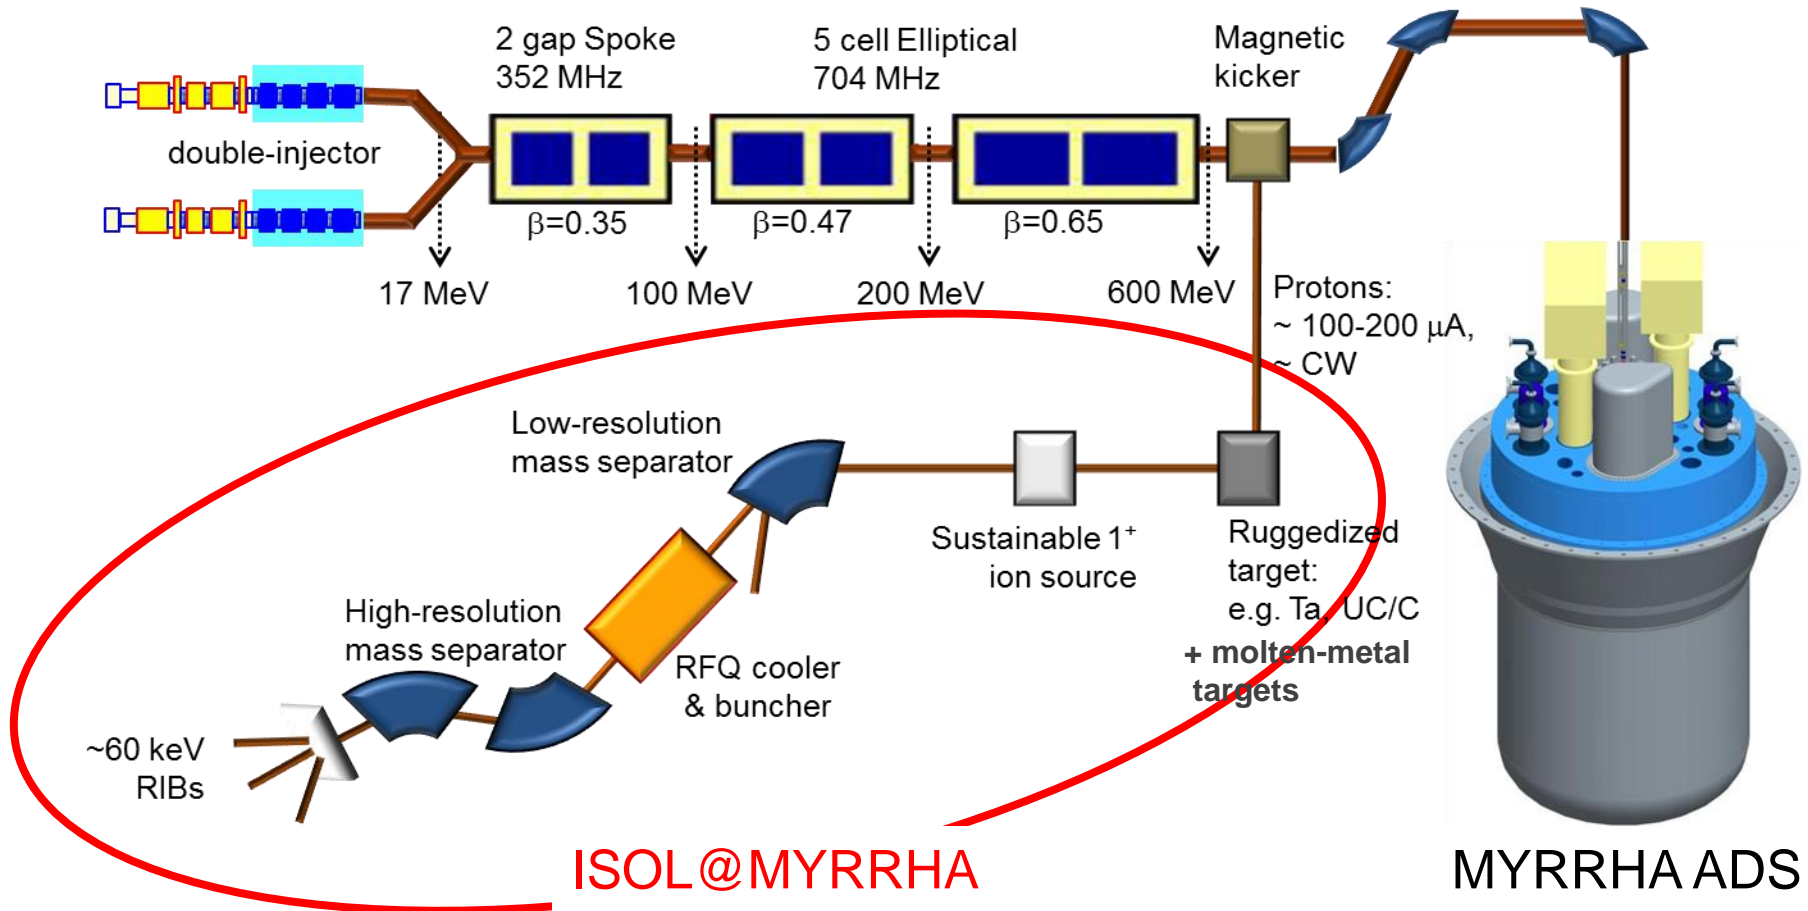 2 gap Spoke
352 MHz
5 cell Elliptical
704 MHz
Magnetic
kicker
double-injector
β=0.35
β=0.47
β=0.65
17 MeV
100 MeV
200 MeV
600 MeV
Protons:
~ 100-200 μA,
~ CW
Low-resolution
mass separator
Sustainable 1⁺
ion source
Ruggedized
target:
e.g. Ta, UC/C
+ molten-metal
targets
High-resolution
mass separator
RFQ cooler
& buncher
~60 keV
RIBs
ISOL@MYRRHA
MYRRHA ADS